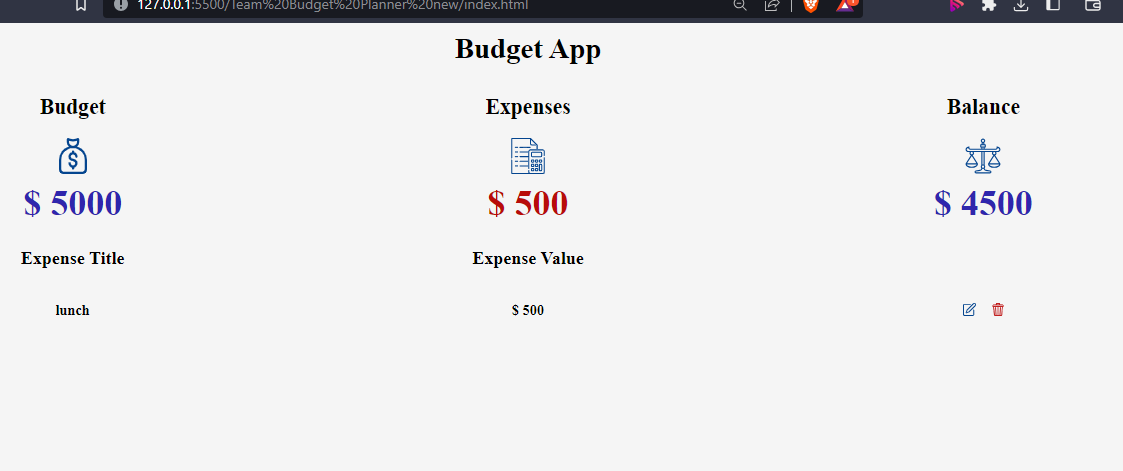 127.0.0.1:5500/Team%20Budget%20Planner%20new/index.html
Budget App
Budget Expenses Balance
$ 5000 $ 500 $ 4500
Expense Title Expense Value
lunch $ 500